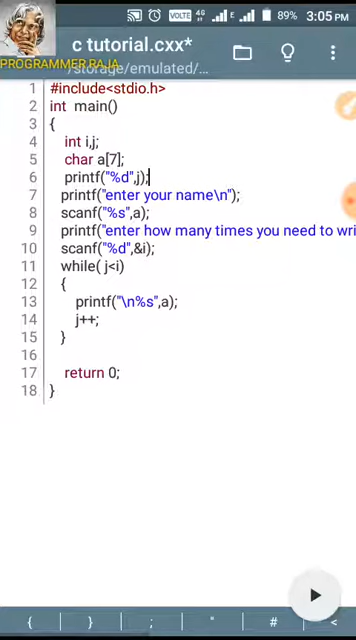 VOLTE 4G E 89% 3:05 PM
c tutorial.cxx*
/storage/emulated/...
PROGRAMMER RAJA
1 #include<stdio.h>
2 int main()
3 {
4 int i,j;
5 char a[7];
6 printf("%d",j);
7 printf("enter your name\n");
8 scanf("%s",a);
9 printf("enter how many times you need to wri
10 scanf("%d",&i);
11 while( j<i)
12 {
13 printf("\n%s",a);
14 j++;
15 }
16
17 return 0;
18 }
{ } ; " # <